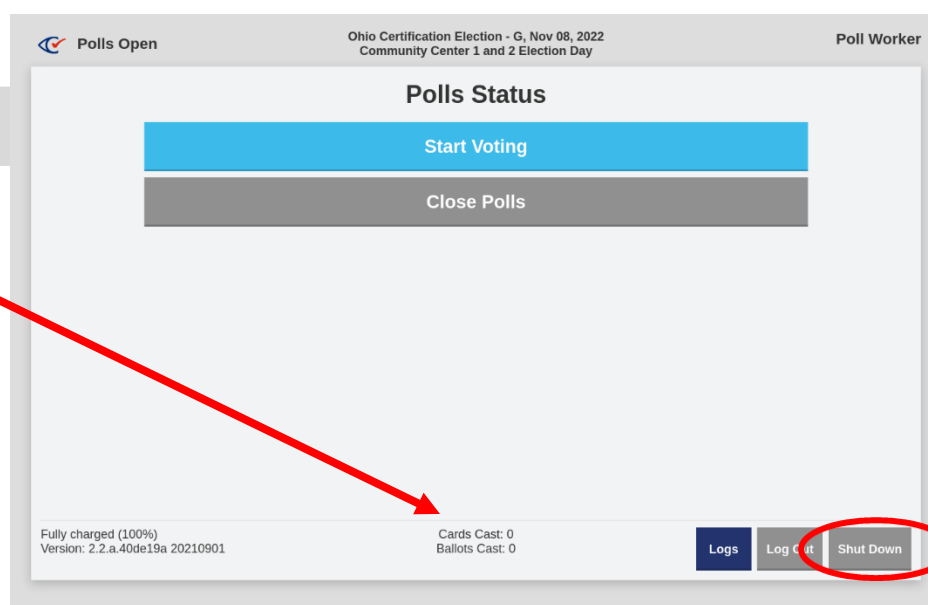 Polls Open
Ohio Certification Election - G, Nov 08, 2022
Community Center 1 and 2 Election Day
Poll Worker
Polls Status
Start Voting
Close Polls
Fully charged (100%)
Version: 2.2.a.40de19a 20210901
Cards Cast: 0
Ballots Cast: 0
Logs
Log Out
Shut Down